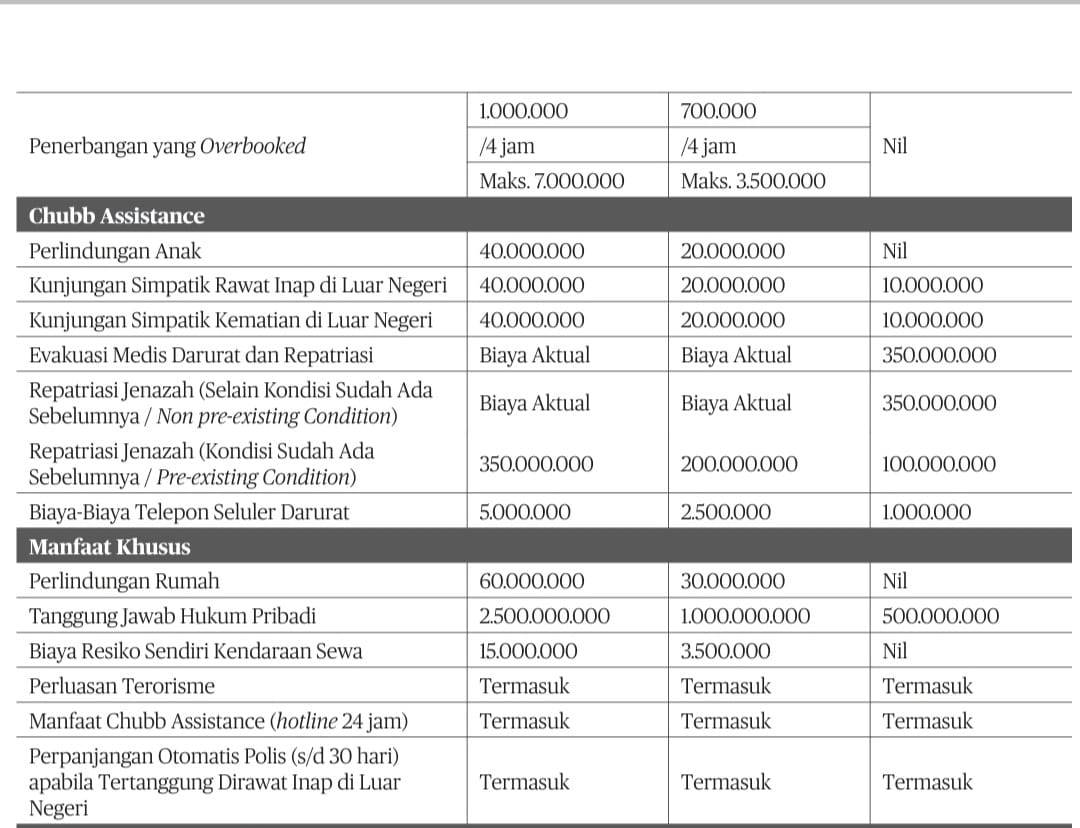 1.000.000 700.000
Penerbangan yang Overbooked /4 jam /4 jam Nil
Maks. 7.000.000 Maks. 3.500.000
Chubb Assistance
Perlindungan Anak 40.000.000 20.000.000 Nil
Kunjungan Simpatik Rawat Inap di Luar Negeri 40.000.000 20.000.000 10.000.000
Kunjungan Simpatik Kematian di Luar Negeri 40.000.000 20.000.000 10.000.000
Evakuasi Medis Darurat dan Repatriasi Biaya Aktual Biaya Aktual 350.000.000
Repatriasi Jenazah (Selain Kondisi Sudah Ada
Sebelumnya / Non pre-existing Condition) Biaya Aktual Biaya Aktual 350.000.000
Repatriasi Jenazah (Kondisi Sudah Ada
Sebelumnya / Pre-existing Condition) 350.000.000 200.000.000 100.000.000
Biaya-Biaya Telepon Seluler Darurat 5.000.000 2.500.000 1.000.000
Manfaat Khusus
Perlindungan Rumah 60.000.000 30.000.000 Nil
Tanggung Jawab Hukum Pribadi 2.500.000.000 1.000.000.000 500.000.000
Biaya Resiko Sendiri Kendaraan Sewa 15.000.000 3.500.000 Nil
Perluasan Terorisme Termasuk Termasuk Termasuk
Manfaat Chubb Assistance (hotline 24 jam) Termasuk Termasuk Termasuk
Perpanjangan Otomatis Polis (s/d 30 hari)
apabila Tertanggung Dirawat Inap di Luar Termasuk Termasuk Termasuk
Negeri